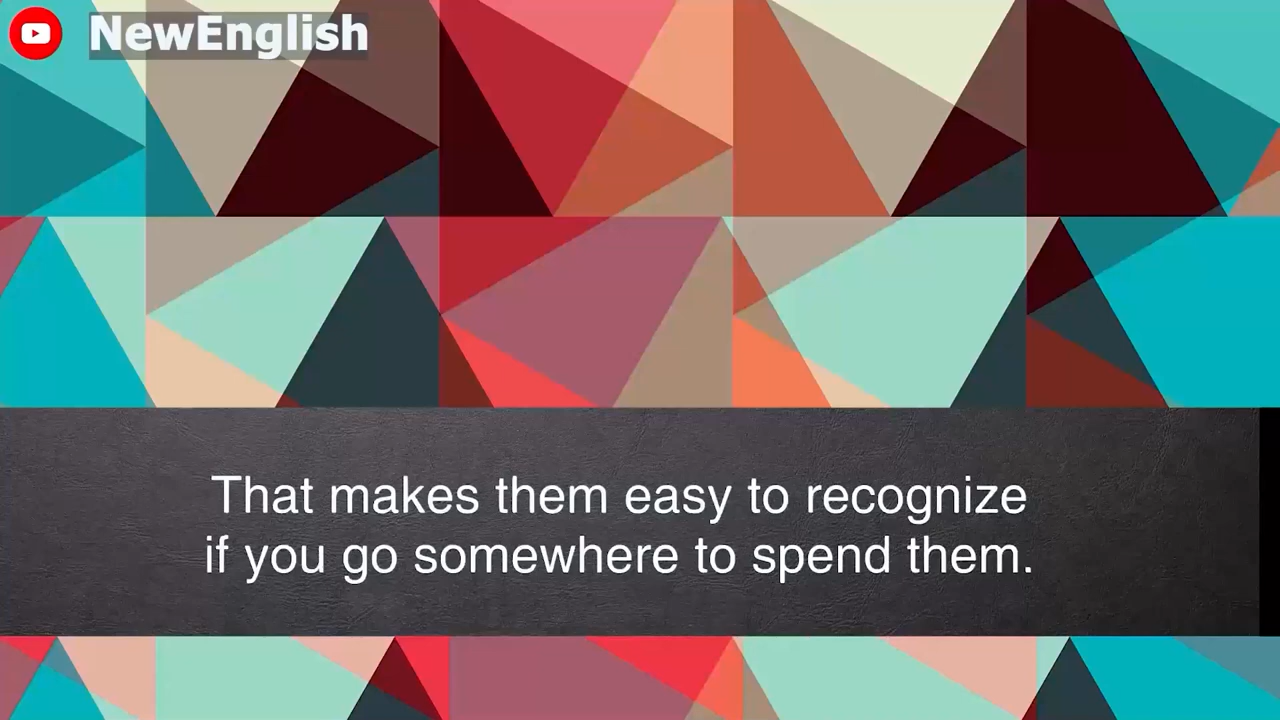 NewEnglish
That makes them easy to recognize
if you go somewhere to spend them.